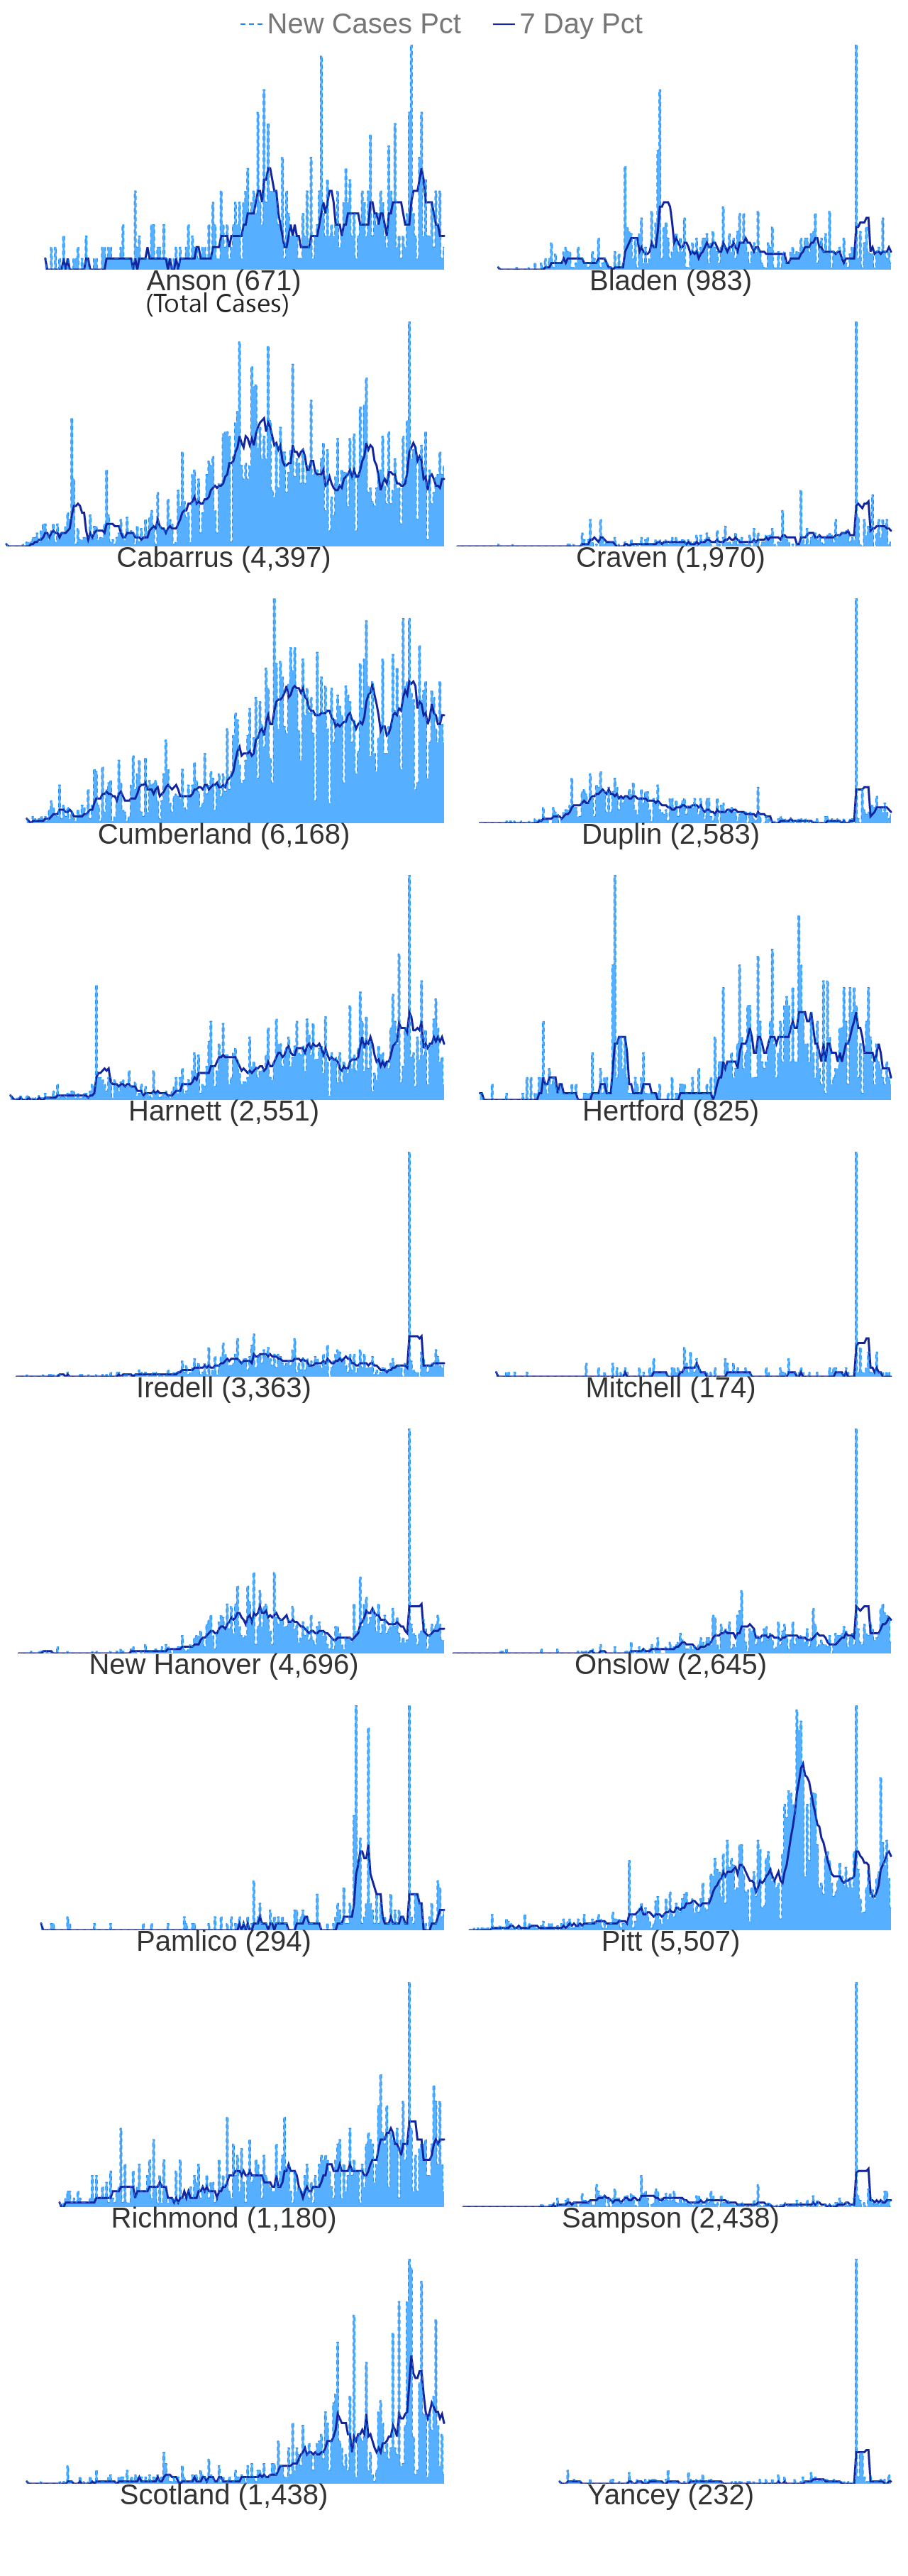 New Cases Pct 7 Day Pct
Anson (671) Bladen (983)
(Total Cases)
Cabarrus (4,397) Craven (1,970)
Cumberland (6,168) Duplin (2,583)
Harnett (2,551) Hertford (825)
Iredell (3,363) Mitchell (174)
New Hanover (4,696) Onslow (2,645)
Pamlico (294) Pitt (5,507)
Richmond (1,180) Sampson (2,438)
Scotland (1,438) Yancey (232)